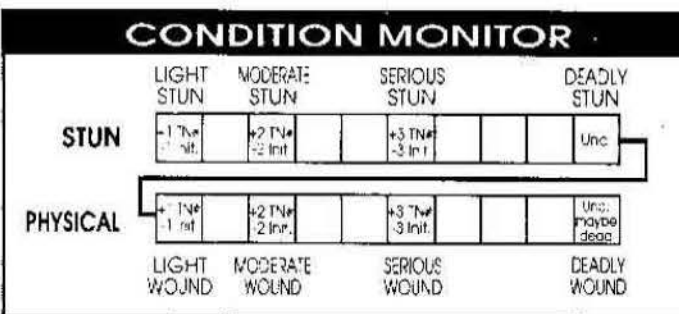 CONDITION MONITOR
LIGHT MODERATE SERIOUS DEADLY
STUN STUN STUN STUN
STUN
+1 TN# +2 TN# +3 TN# Unc.
-1 Init. -2 Init. -3 Init.
PHYSICAL
+1 TN# +2 TN# +3 TN# Unc.
-1 Init. -2 Init. -3 Init. maybe
dead
LIGHT MODERATE SERIOUS DEADLY
WOUND WOUND WOUND WOUND